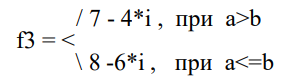 / 7 - 4*i , при a>b
f3 = <
\ 8 -6*i , при a<=b